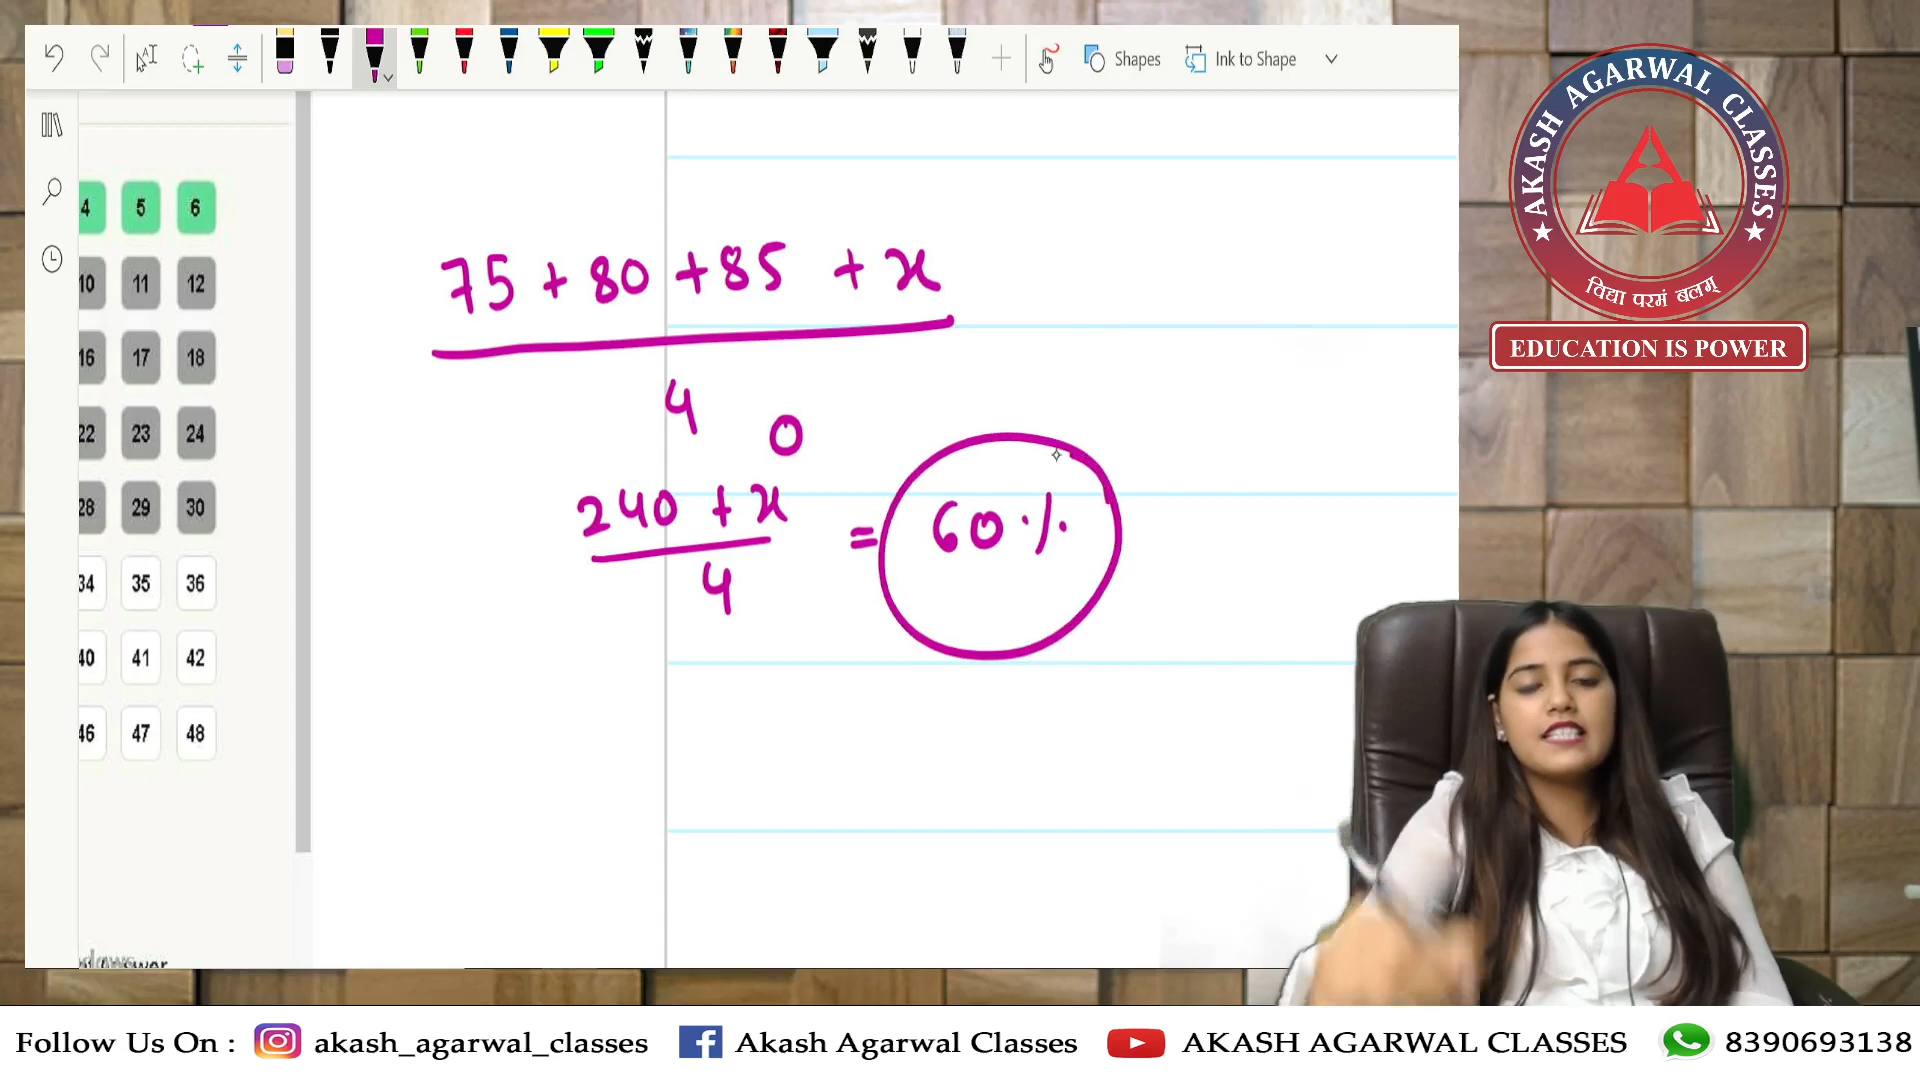 Shapes
Ink to Shape
4 5 6
10 11 12
16 17 18
22 23 24
28 29 30
34 35 36
40 41 42
46 47 48
75 + 80 + 85 + x
4
0
240 + x
4
= 60%
AKASH AGARWAL CLASSES
विद्या परमं बलम्
EDUCATION IS POWER
Follow Us On : akash_agarwal_classes Akash Agarwal Classes AKASH AGARWAL CLASSES 8390693138